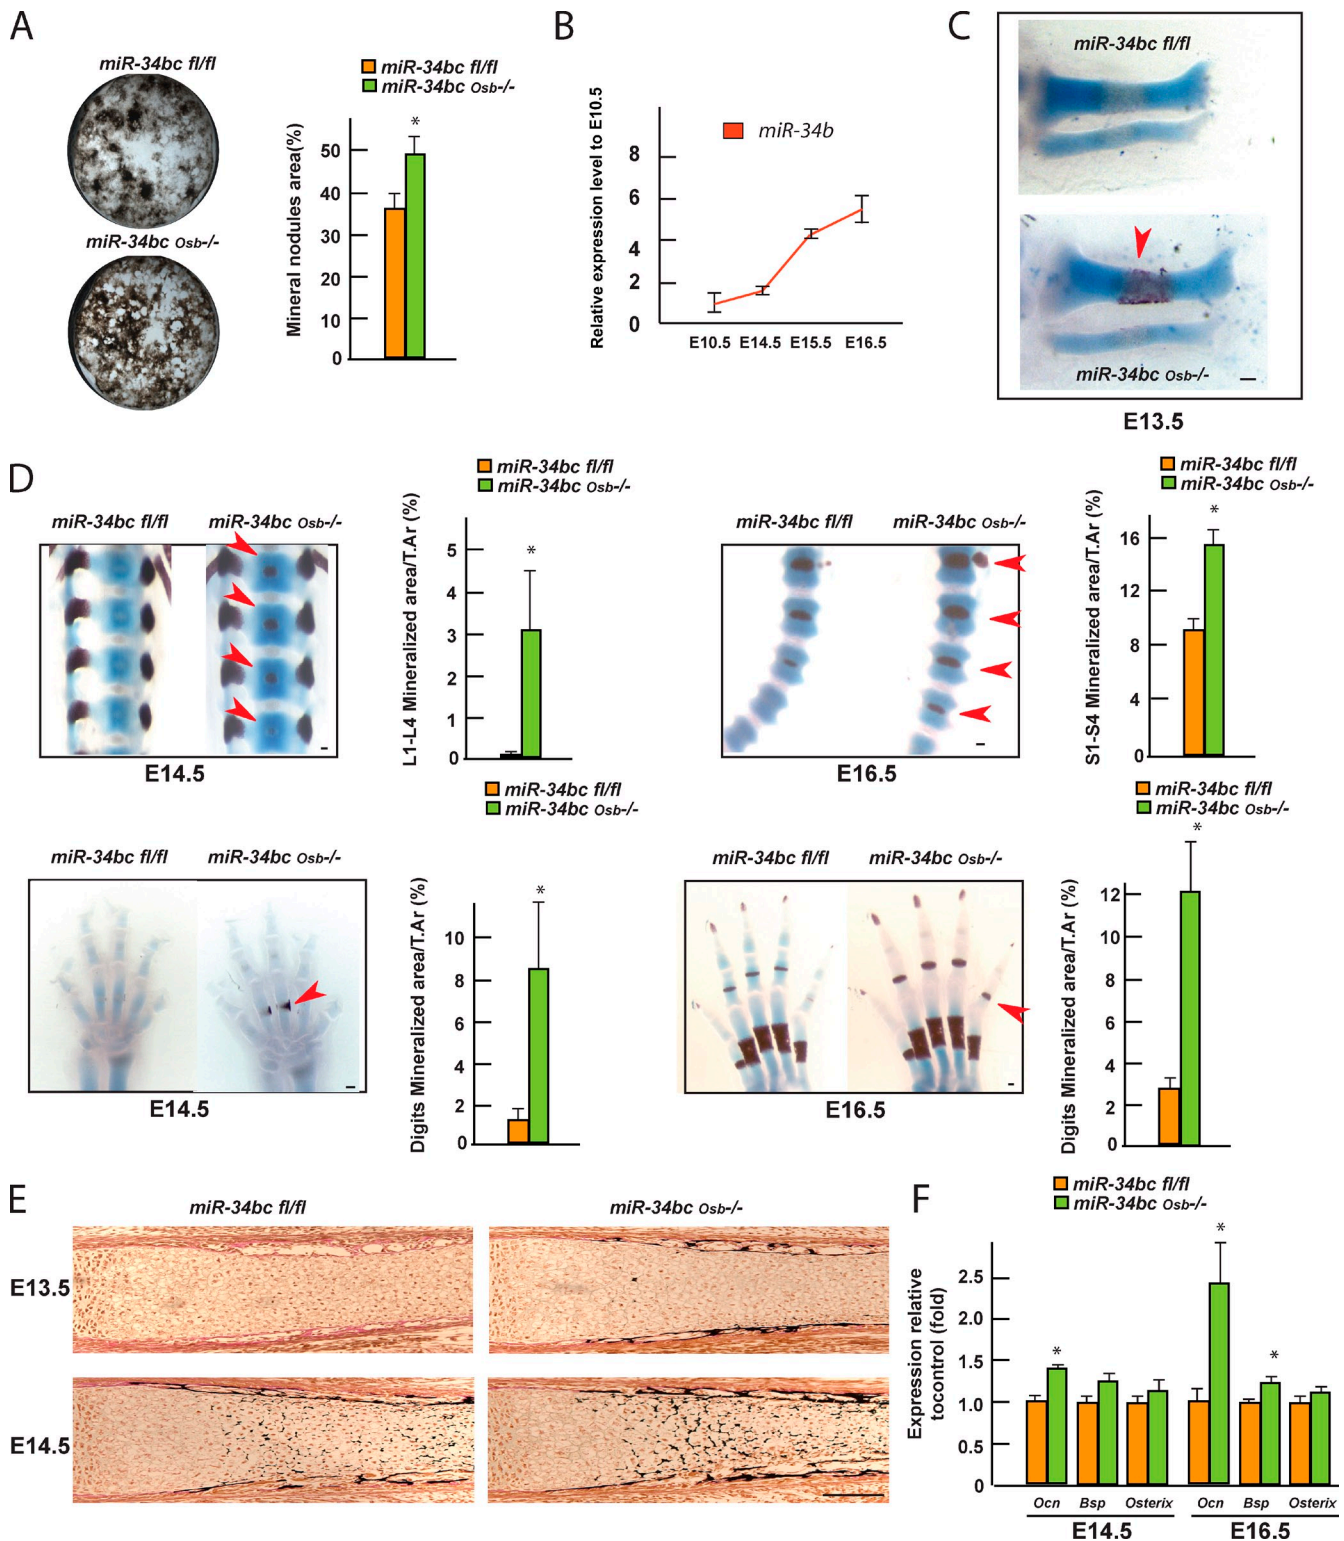 A
miR-34bc fl/fl
miR-34bc Osb-/-
miR-34bc fl/fl
miR-34bc Osb-/-
*
Mineral nodules area(%)
50
40
30
20
10
0
B
Relative expression level to E10.5
miR-34b
8
6
4
2
0
E10.5 E14.5 E15.5 E16.5
C
miR-34bc fl/fl
miR-34bc Osb-/-
E13.5
D
miR-34bc fl/fl miR-34bc Osb-/-
E14.5
miR-34bc fl/fl
miR-34bc Osb-/-
L1-L4 Mineralized area/T.Ar (%)
*
5
4
3
2
1
0
miR-34bc fl/fl miR-34bc Osb-/-
E16.5
miR-34bc fl/fl
miR-34bc Osb-/-
S1-S4 Mineralized area/T.Ar (%)
*
16
12
8
4
0
miR-34bc fl/fl miR-34bc Osb-/-
E14.5
miR-34bc fl/fl
miR-34bc Osb-/-
Digits Mineralized area/T.Ar (%)
*
10
8
6
4
2
0
miR-34bc fl/fl miR-34bc Osb-/-
E16.5
miR-34bc fl/fl
miR-34bc Osb-/-
Digits Mineralized area/T.Ar (%)
*
12
10
8
6
4
2
0
E
miR-34bc fl/fl miR-34bc Osb-/-
E13.5
E14.5
F
miR-34bc fl/fl
miR-34bc Osb-/-
Expression relative
tocontrol (fold)
2.5
2.0
1.5
1.0
0.5
0
*
*
*
Ocn Bsp Osterix Ocn Bsp Osterix
E14.5 E16.5